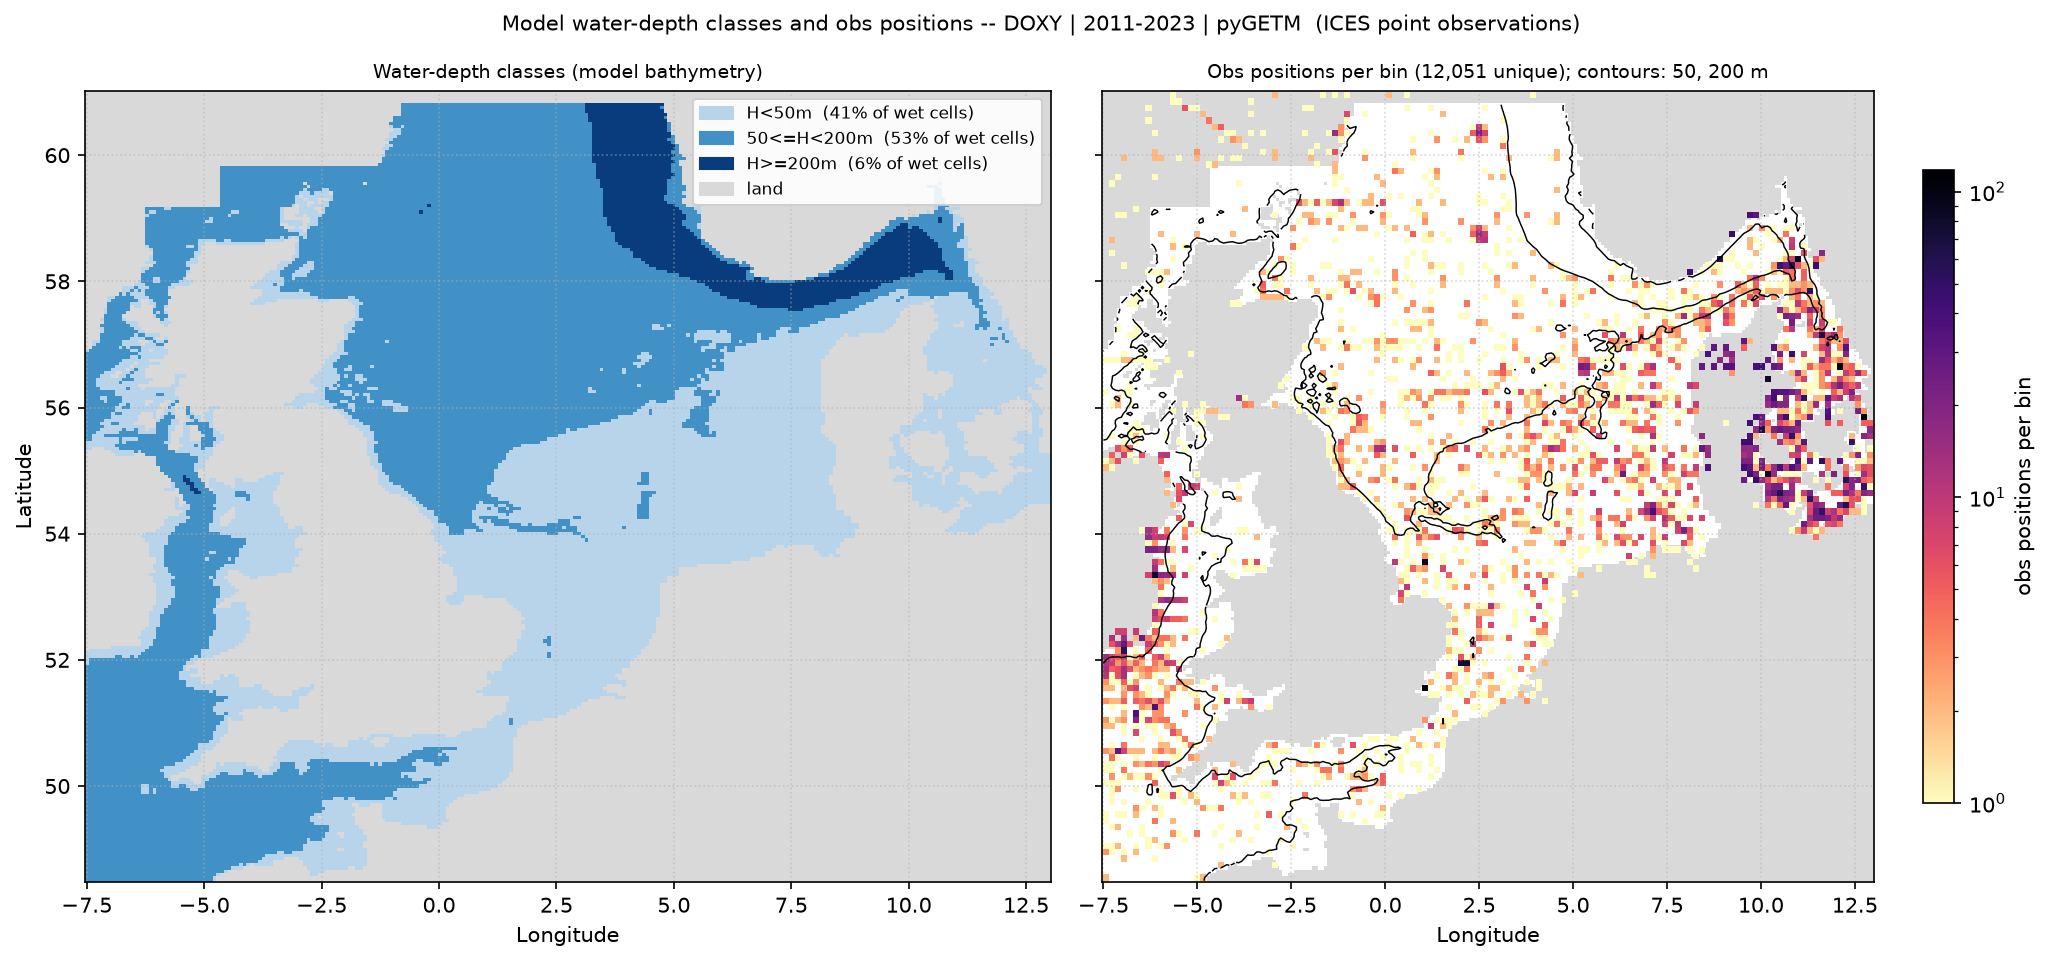 Model water-depth classes and obs positions -- DOXY | 2011-2023 | pyGETM  (ICES point observations)
Water-depth classes (model bathymetry)
Obs positions per bin (12,051 unique); contours: 50, 200 m
H<50m  (41% of wet cells)
50<=H<200m  (53% of wet cells)
H>=200m  (6% of wet cells)
land
Latitude
60
58
56
54
52
50
−7.5 −5.0 −2.5 0.0 2.5 5.0 7.5 10.0 12.5
Longitude
−7.5 −5.0 −2.5 0.0 2.5 5.0 7.5 10.0 12.5
Longitude
10²
10¹
10⁰
obs positions per bin